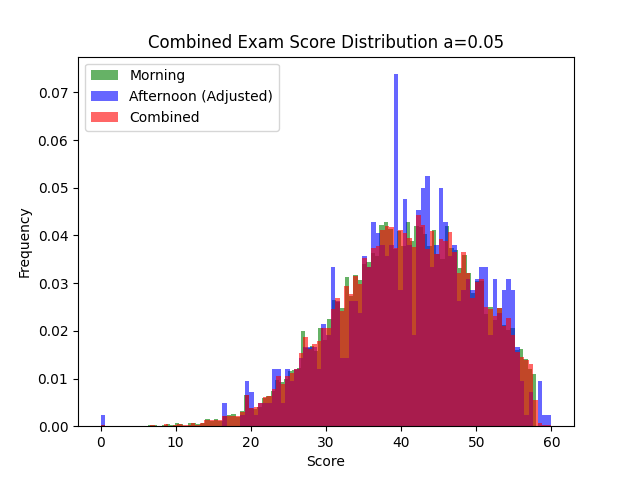 Combined Exam Score Distribution a=0.05
Morning
Afternoon (Adjusted)
Combined
0.07
0.06
0.05
0.04
0.03
0.02
0.01
0.00
Frequency
0 10 20 30 40 50 60
Score